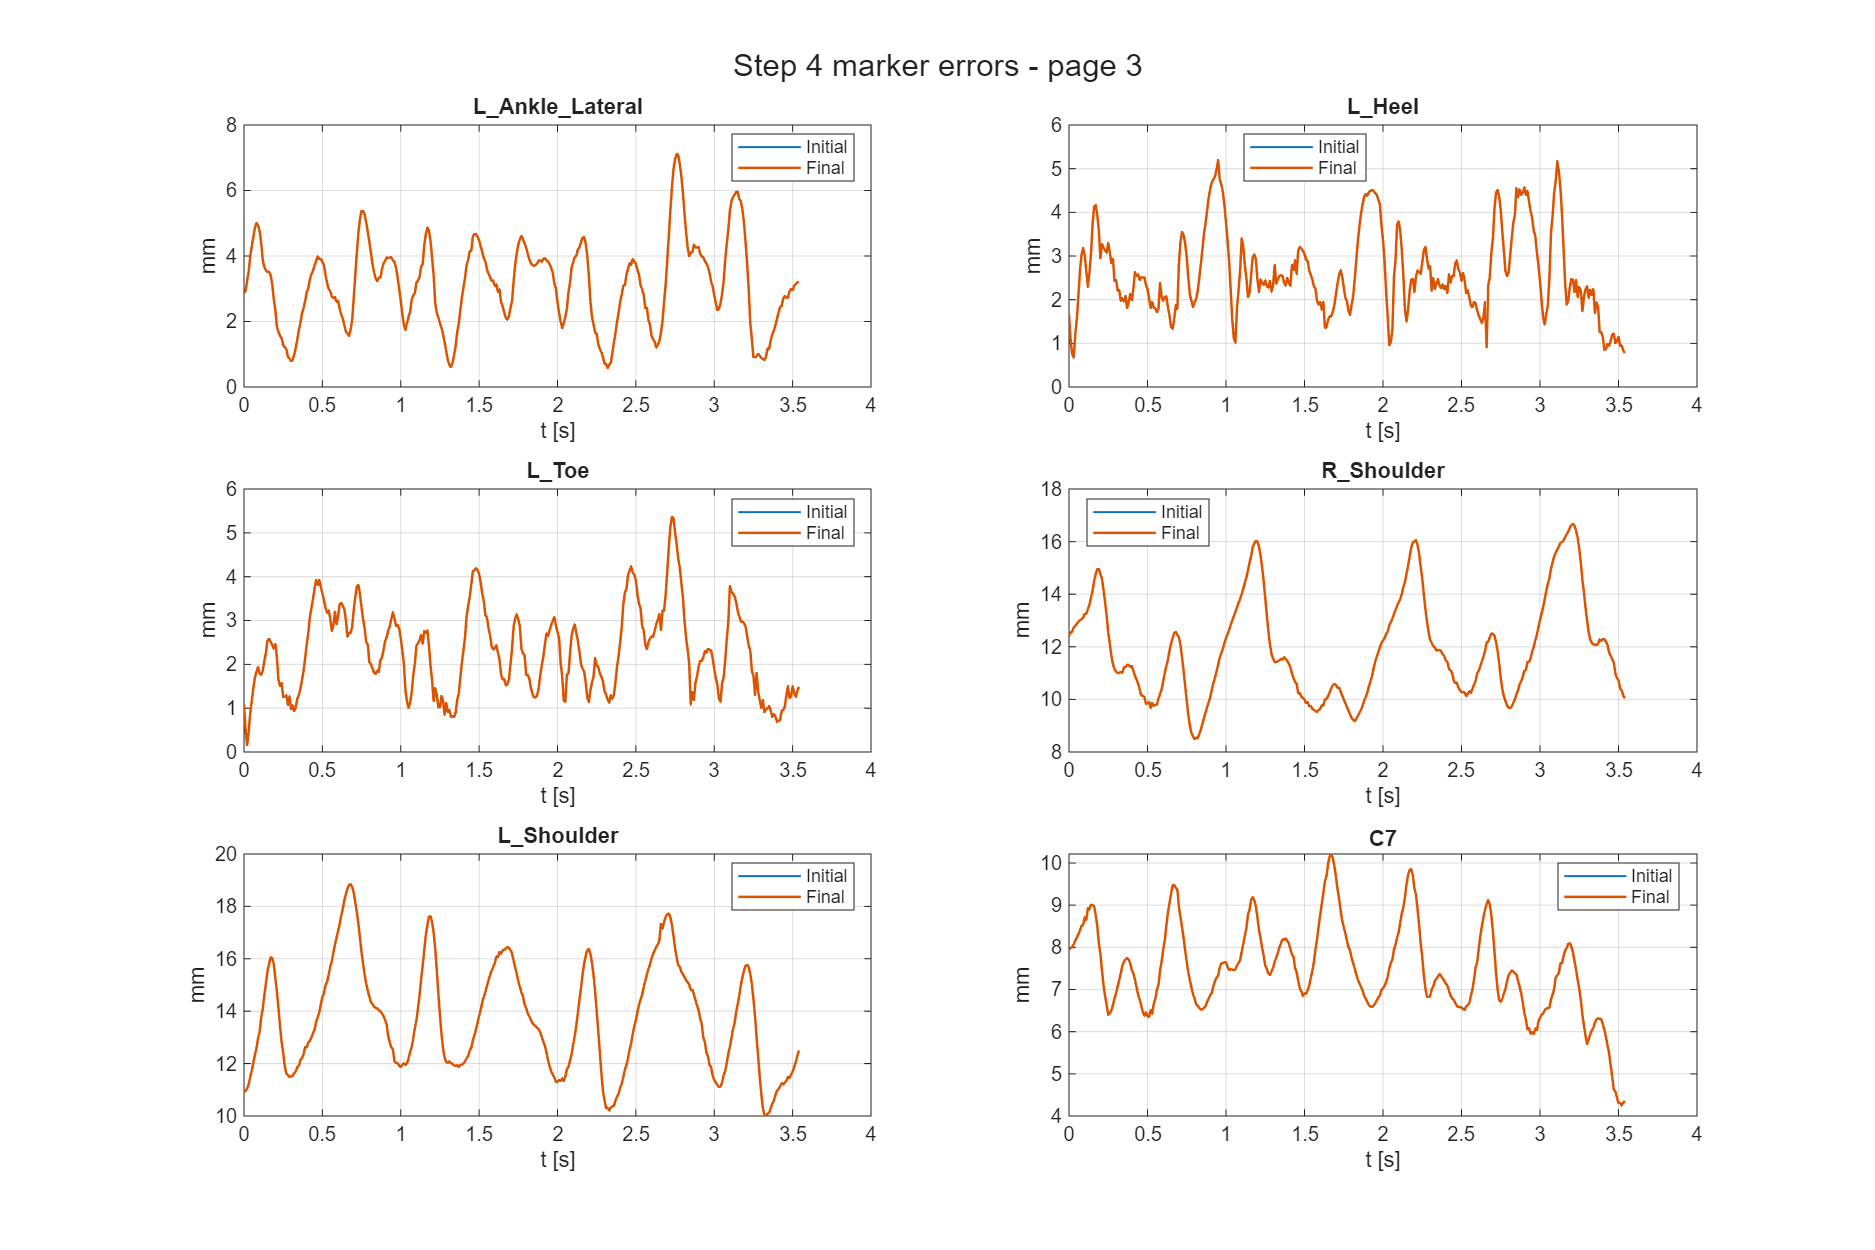 Step 4 marker errors - page 3
L_Ankle_Lateral
8
6
4
2
0
mm
Initial
Final
0 0.5 1 1.5 2 2.5 3 3.5 4
t [s]
L_Heel
6
5
4
3
2
1
0
mm
Initial
Final
0 0.5 1 1.5 2 2.5 3 3.5 4
t [s]
L_Toe
6
5
4
3
2
1
0
mm
Initial
Final
0 0.5 1 1.5 2 2.5 3 3.5 4
t [s]
R_Shoulder
18
16
14
12
10
8
mm
Initial
Final
0 0.5 1 1.5 2 2.5 3 3.5 4
t [s]
L_Shoulder
20
18
16
14
12
10
mm
Initial
Final
0 0.5 1 1.5 2 2.5 3 3.5 4
t [s]
C7
10
9
8
7
6
5
4
mm
Initial
Final
0 0.5 1 1.5 2 2.5 3 3.5 4
t [s]